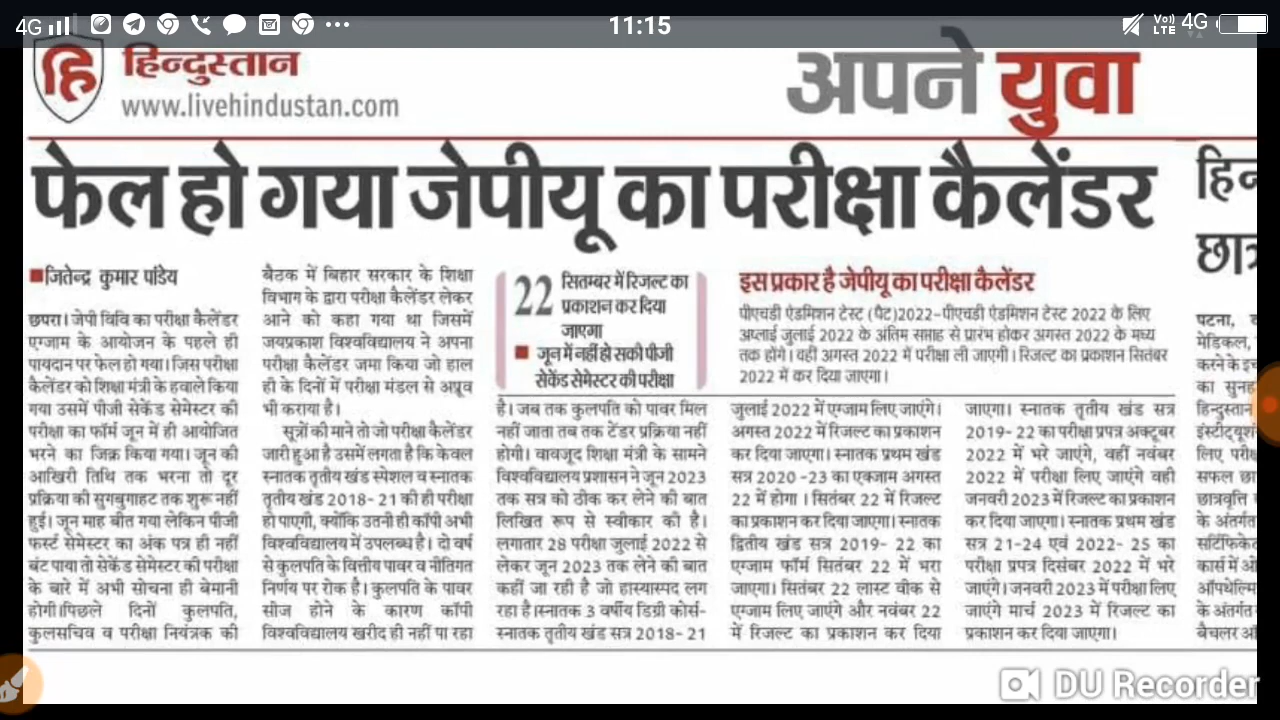 4G
11:15
Vo))
LTE
4G
हि
हिन्दुस्तान
www.livehindustan.com
अपने युवा
फेल हो गया जेपीयू का परीक्षा कैलेंडर
जितेन्द्र कुमार पांडेय
छपरा। जेपी विवि का परीक्षा कैलेंडर
एग्जाम के आयोजन के पहले ही
पायदान पर फेल हो गया। जिस परीक्षा
कैलेंडर को शिक्षा मंत्री के हवाले किया
गया उसमें पीजी सेकेंड सेमेस्टर की
परीक्षा का फॉर्म जून में ही आयोजित
भरने का जिक्र किया गया। जून की
आखिरी तिथि तक भरना तो दूर
प्रक्रिया की सुगबुगाहट तक शुरू नहीं
हुई। जून माह बीत गया लेकिन पीजी
फर्स्ट सेमेस्टर का अंक पत्र ही नहीं
बंट पाया तो सेकेंड सेमेस्टर की परीक्षा
के बारे में अभी सोचना ही बेमानी
होगी।पिछले दिनों कुलपति,
कुलसचिव व परीक्षा नियंत्रक की
बैठक में बिहार सरकार के शिक्षा
विभाग के द्वारा परीक्षा कैलेंडर लेकर
आने को कहा गया था जिसमें
जयप्रकाश विश्वविद्यालय ने अपना
परीक्षा कैलेंडर जमा किया जो हाल
ही के दिनों में परीक्षा मंडल से अप्रूव
भी कराया है।
सूत्रों की माने तो जो परीक्षा कैलेंडर
जारी हुआ है उसमें लगता है कि केवल
स्नातक तृतीय खंड स्पेशल व स्नातक
तृतीय खंड 2018- 21 की ही परीक्षा
हो पाएगी, क्योंकि उतनी ही कॉपी अभी
विश्वविद्यालय में उपलब्ध है। दो वर्ष
से कुलपति के वित्तीय पावर व नीतिगत
निर्णय पर रोक है। कुलपति के पावर
सीज होने के कारण कॉपी
विश्वविद्यालय खरीद ही नहीं पा रहा
22 सितम्बर में रिजल्ट का
प्रकाशन कर दिया
जाएगा
जून में नहीं हो सकी पीजी
सेकेंड सेमेस्टर की परीक्षा
है। जब तक कुलपति को पावर मिल
नहीं जाता तब तक टेंडर प्रक्रिया नहीं
होगी। वावजूद शिक्षा मंत्री के सामने
विश्वविद्यालय प्रशासन ने जून 2023
तक सत्र को ठीक कर लेने की बात
लिखित रूप से स्वीकार की है।
लगातार 28 परीक्षा जुलाई 2022 से
लेकर जून 2023 तक लेने की बात
कहीं जा रही है जो हास्यास्पद लग
रहा है।स्नातक 3 वर्षीय डिग्री कोर्स-
स्नातक तृतीय खंड सत्र 2018- 21
इस प्रकार है जेपीयू का परीक्षा कैलेंडर
पीएचडी ऐडमिशन टेस्ट (पैट)2022-पीएचडी ऐडमिशन टेस्ट 2022 के लिए
अप्लाई जुलाई 2022 के अंतिम सप्ताह से प्रारंभ होकर अगस्त 2022 के मध्य
तक होंगे। वही अगस्त 2022 में परीक्षा ली जाएगी। रिजल्ट का प्रकाशन सितंबर
2022 में कर दिया जाएगा।
जुलाई 2022 में एग्जाम लिए जाएंगे।
अगस्त 2022 में रिजल्ट का प्रकाशन
कर दिया जाएगा। स्नातक प्रथम खंड
सत्र 2020 -23 का एकजाम अगस्त
22 में होगा । सितंबर 22 में रिजल्ट
का प्रकाशन कर दिया जाएगा। स्नातक
द्वितीय खंड सत्र 2019- 22 का
एग्जाम फॉर्म सितंबर 22 में भरा
जाएगा। सितंबर 22 लास्ट वीक से
एग्जाम लिए जाएंगे और नवंबर 22
में रिजल्ट का प्रकाशन कर दिया
जाएगा। स्नातक तृतीय खंड सत्र
2019- 22 का परीक्षा प्रपत्र अक्टूबर
2022 में भरे जाएंगे, वहीं नवंबर
2022 में परीक्षा लिए जाएंगे वही
जनवरी 2023 में रिजल्ट का प्रकाशन
कर दिया जाएगा। स्नातक प्रथम खंड
सत्र 21-24 एवं 2022- 25 का
परीक्षा प्रपत्र दिसंबर 2022 में भरे
जाएंगे। जनवरी 2023 में परीक्षा लिए
जाएंगे मार्च 2023 में रिजल्ट का
प्रकाशन कर दिया जाएगा।
हिन
छात्र
पटना,
मेडिकल,
करने के इच
का सुनह
हिन्दुस्तान
इंस्टीट्यूश
लिए परीक्ष
सफल छा
छात्रवृत्ति
के अंतर्गत
सर्टिफिकेट
कार्स में ऑ
ऑपथेल्मि
के अंतर्गत
बैचलर ऑ
DU Recorder